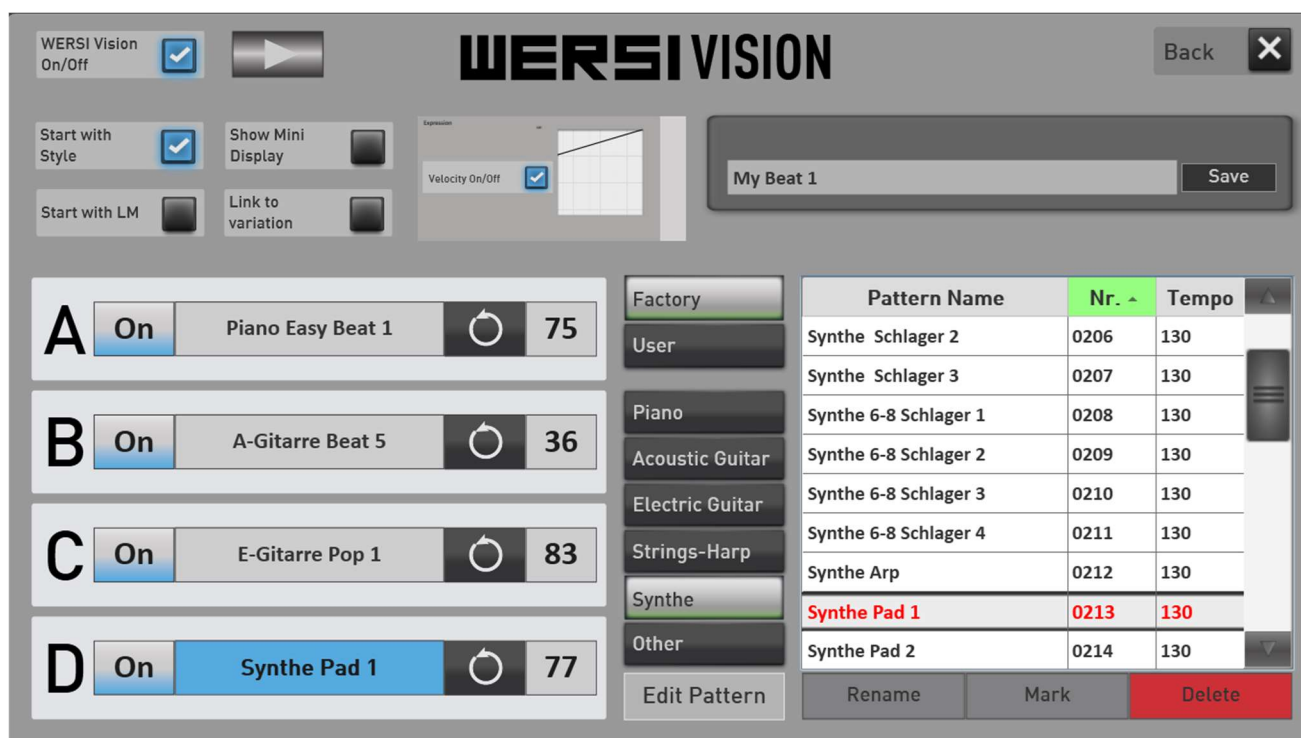 WERSI Vision
On/Off
WERSI VISION
Back
Start with
Style
Show Mini
Display
Start with LM
Link to
variation
Expression
Velocity On/Off
My Beat 1
Save
A On Piano Easy Beat 1 75
B On A-Gitarre Beat 5 36
C On E-Gitarre Pop 1 83
D On Synthe Pad 1 77
Factory
User
Piano
Acoustic Guitar
Electric Guitar
Strings-Harp
Synthe
Other
Edit Pattern
Pattern Name Nr. Tempo
Synthe Schlager 2 0206 130
Synthe Schlager 3 0207 130
Synthe 6-8 Schlager 1 0208 130
Synthe 6-8 Schlager 2 0209 130
Synthe 6-8 Schlager 3 0210 130
Synthe 6-8 Schlager 4 0211 130
Synthe Arp 0212 130
Synthe Pad 1 0213 130
Synthe Pad 2 0214 130
Rename Mark Delete